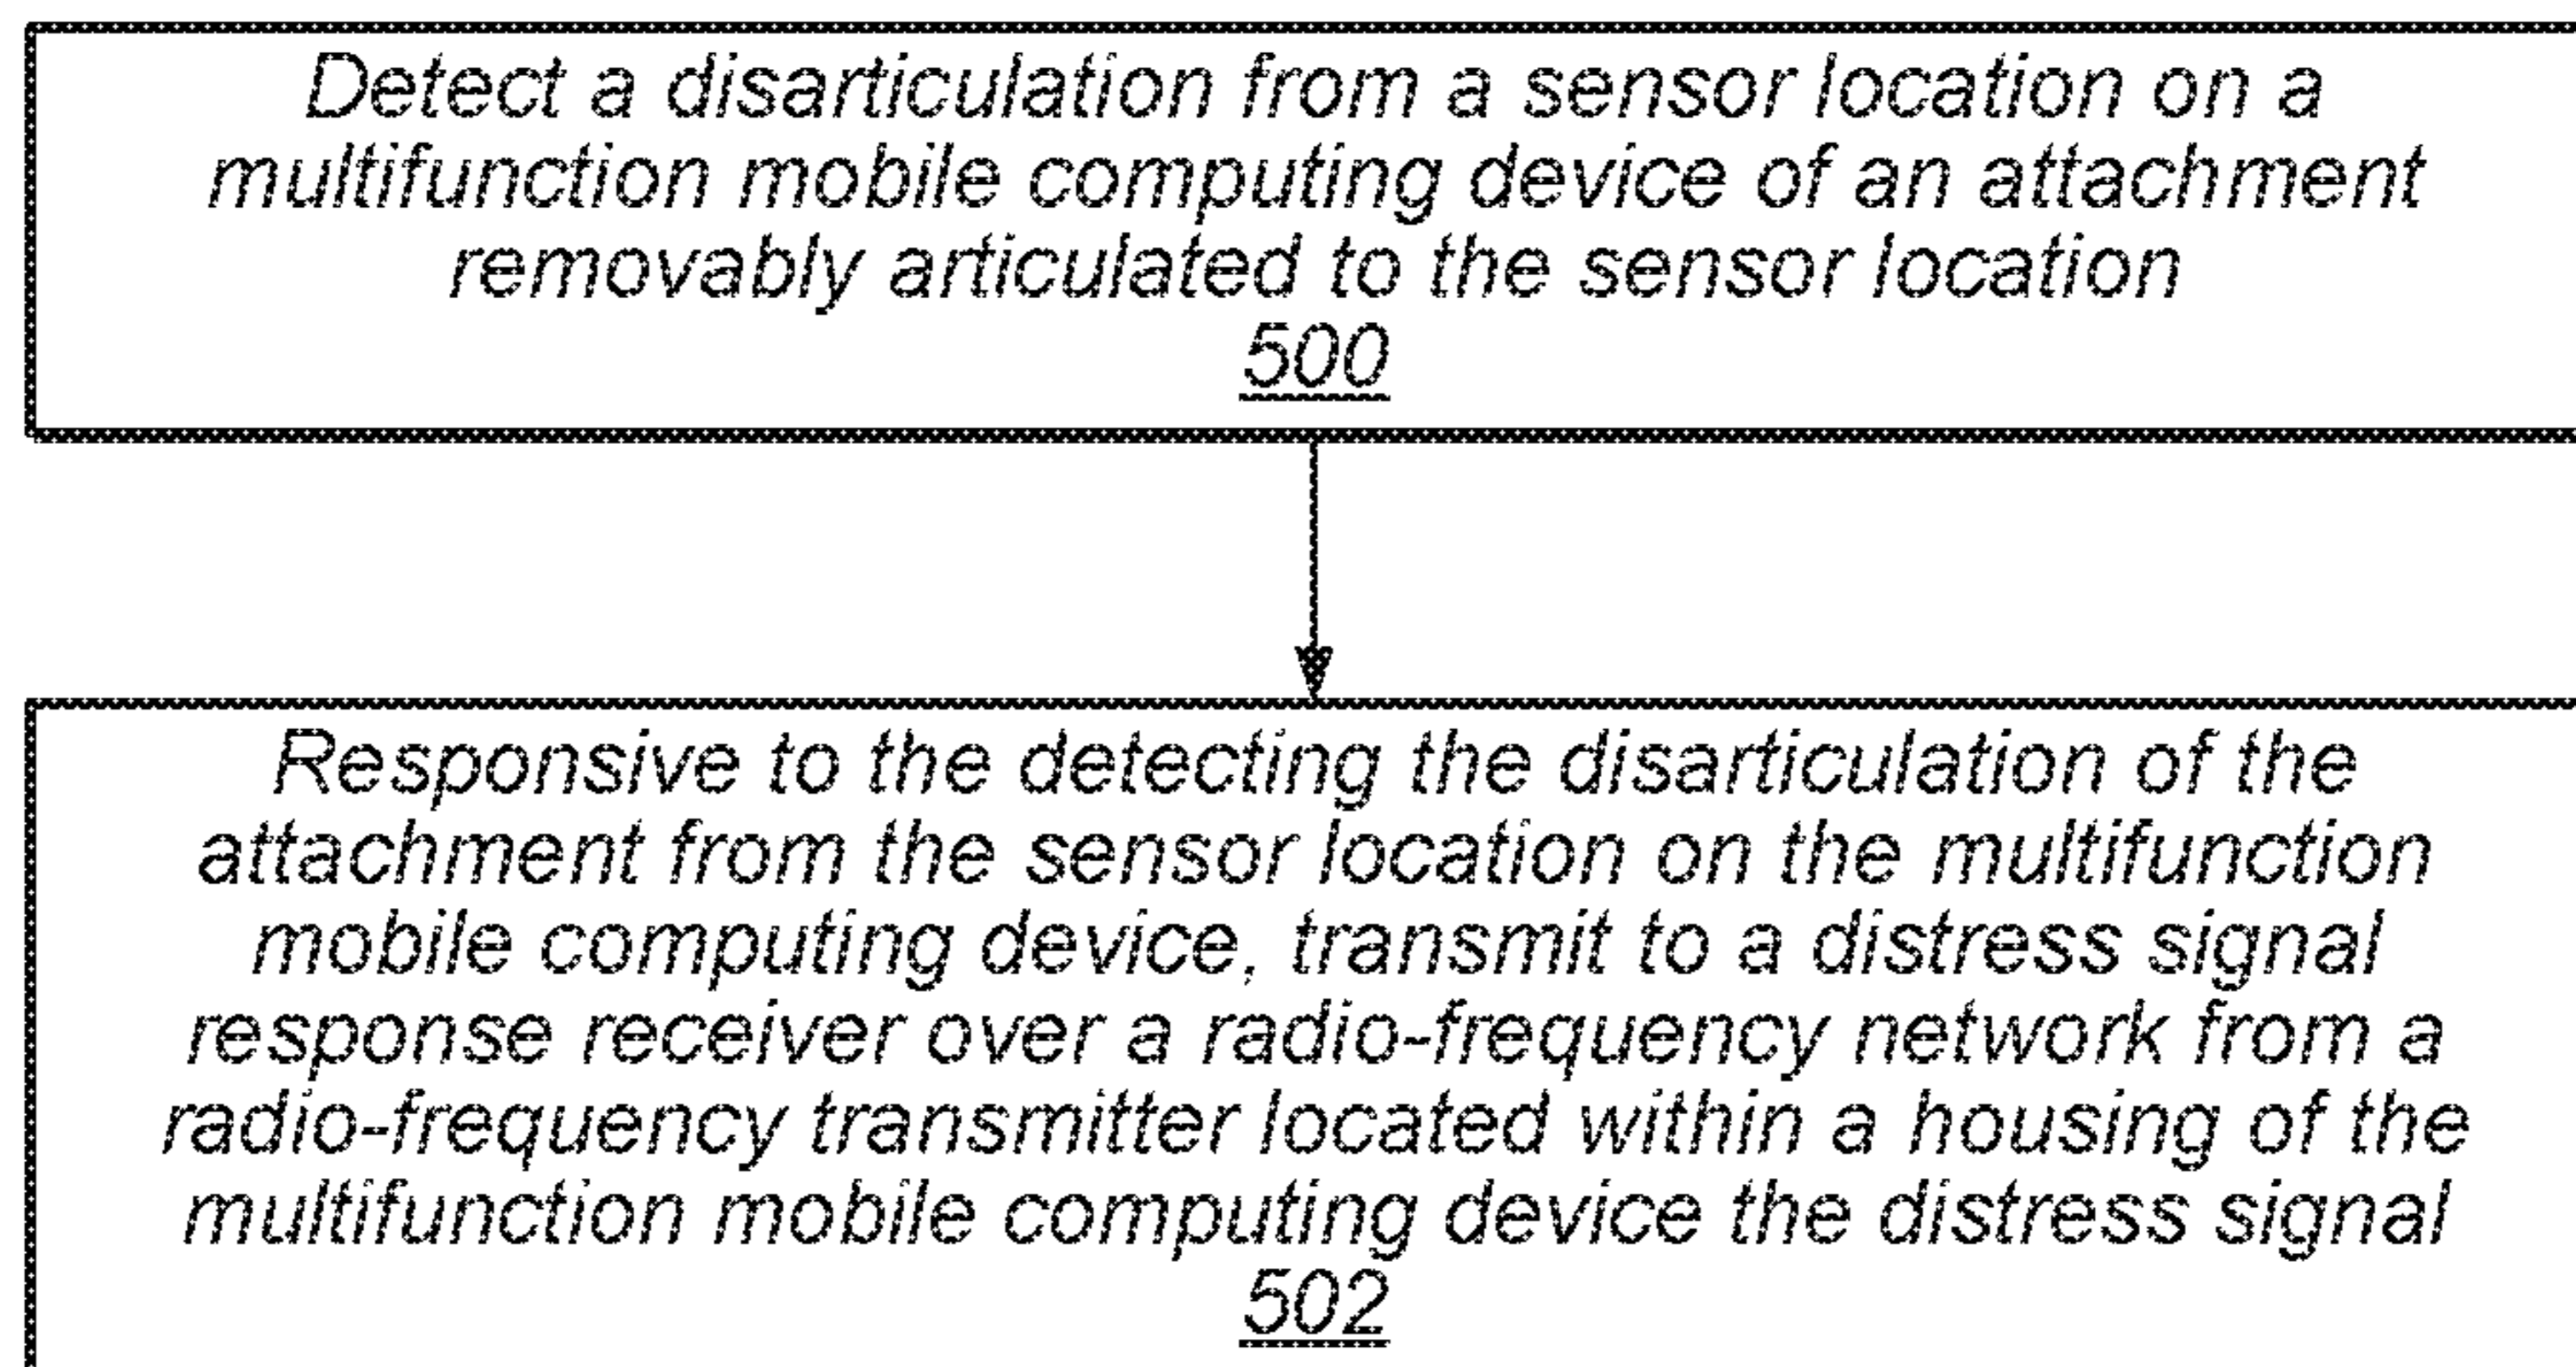 Detect a disarticulation from a sensor location on a
multifunction mobile computing device of an attachment
removably articulated to the sensor location
500
Responsive to the detecting the disarticulation of the
attachment from the sensor location on the multifunction
mobile computing device, transmit to a distress signal
response receiver over a radio-frequency network from a
radio-frequency transmitter located within a housing of the
multifunction mobile computing device the distress signal
502